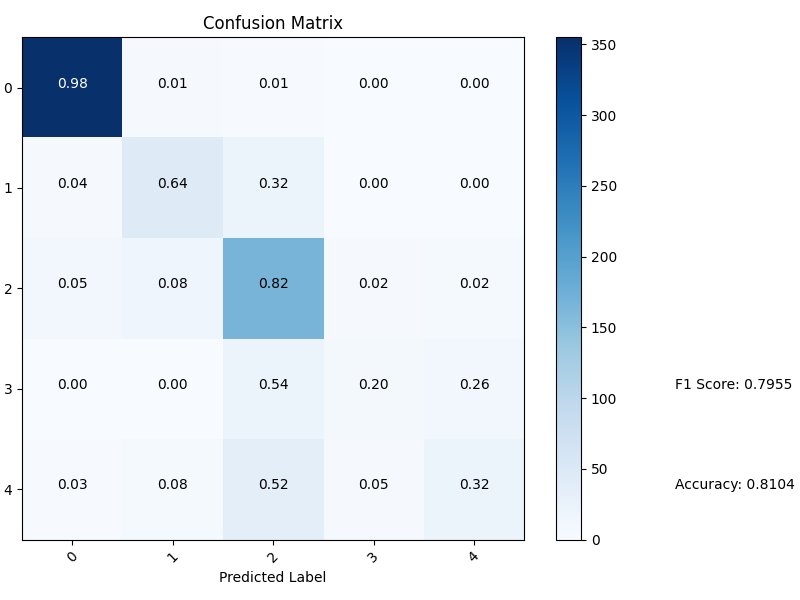 Confusion Matrix
0 0.98 0.01 0.01 0.00 0.00
1 0.04 0.64 0.32 0.00 0.00
2 0.05 0.08 0.82 0.02 0.02
3 0.00 0.00 0.54 0.20 0.26
4 0.03 0.08 0.52 0.05 0.32
0 1 2 3 4
Predicted Label
350
300
250
200
150
100
50
0
F1 Score: 0.7955
Accuracy: 0.8104